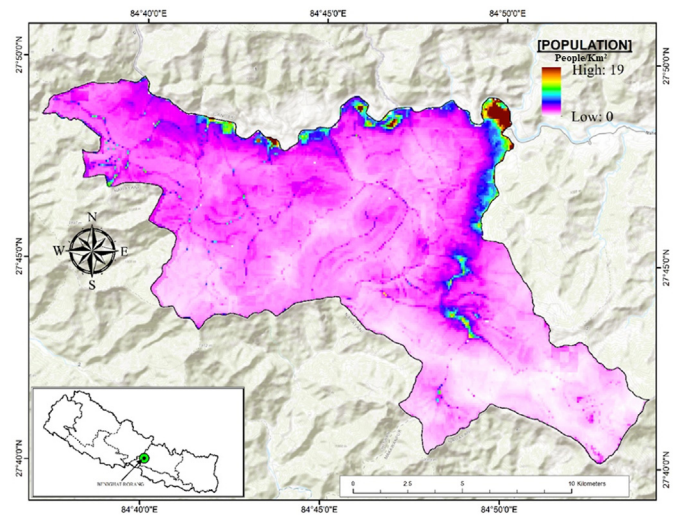 84°40'0"E 84°45'0"E 84°50'0"E
27°50'0"N 27°50'0"N
[POPULATION]
People/Km²
High: 19
Low: 0
N
W E
S
27°45'0"N 27°45'0"N
27°40'0"N 27°40'0"N
0 2.5 5 10 Kilometers
84°40'0"E 84°45'0"E 84°50'0"E